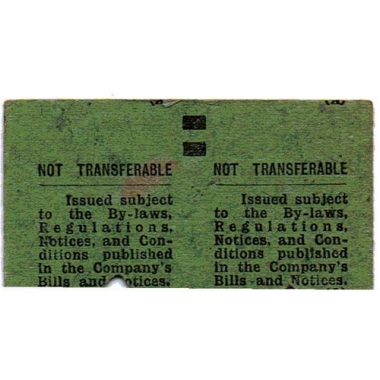 (A)
NOT TRANSFERABLE
Issued subject
to the By-laws,
Regulations,
Notices, and Con-
ditions published
in the Company's
Bills and otices.
(A)
NOT TRANSFERABLE
Issued subject
to the By-laws,
Regulations,
Notices, and Con-
ditions published
in the Company's
Bills and Notices.